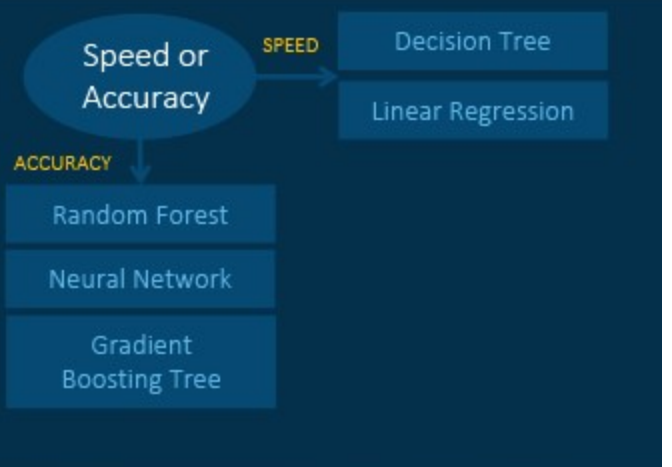 Speed or
Accuracy
SPEED
Decision Tree
Linear Regression
ACCURACY
Random Forest
Neural Network
Gradient
Boosting Tree